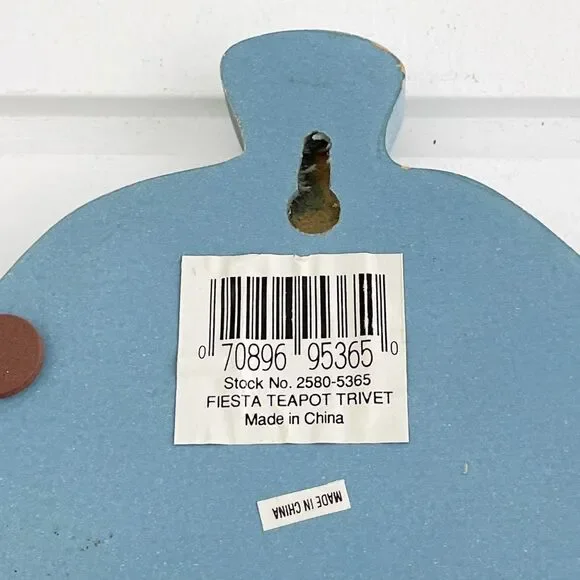 0 70896 95365 0
Stock No. 2580-5365
FIESTA TEAPOT TRIVET
Made in China
MADE IN CHINA